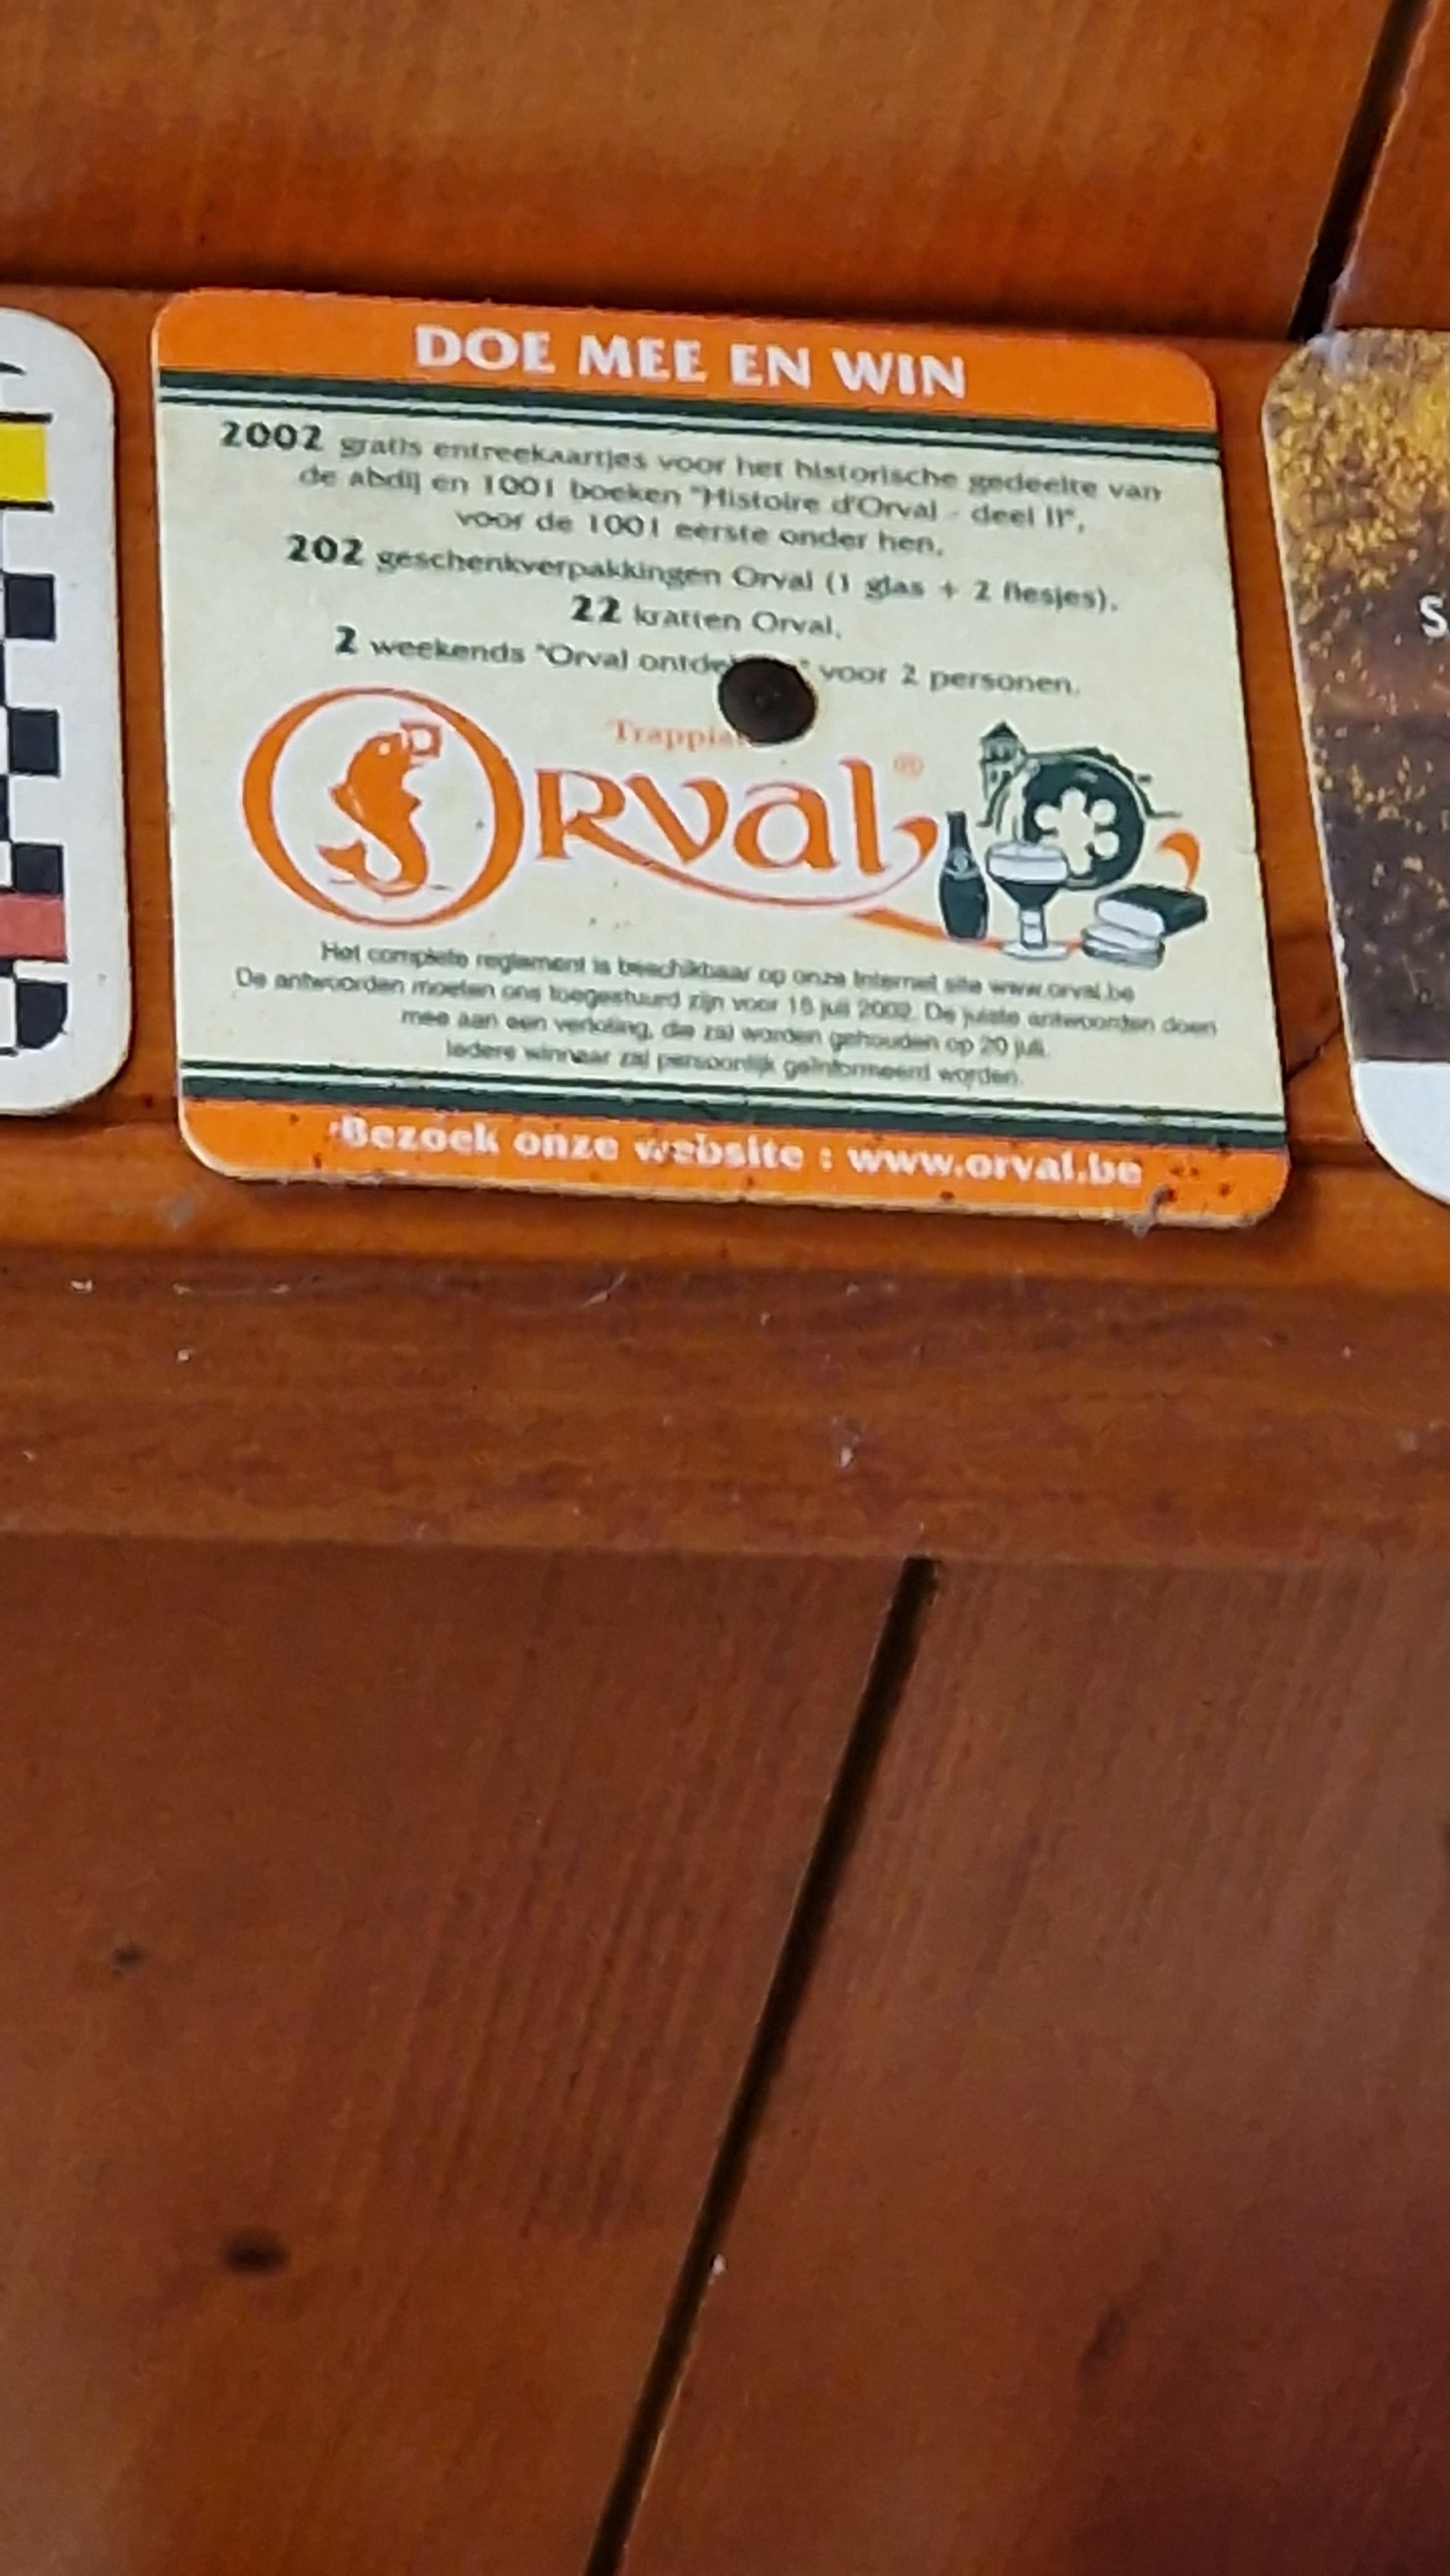 DOE MEE EN WIN
2002 gratis entreekaartjes voor het historische gedeelte van
de abdij en 1001 boeken "Histoire d'Orval - deel II",
voor de 1001 eerste onder hen,
202 geschenkverpakkingen Orval (1 glas + 2 flesjes),
22 kratten Orval,
2 weekends "Orval ontde " voor 2 personen.
Trappis
ORVAL ®
Het complete reglement is beschikbaar op onze Internet site www.orval.be
De antwoorden moeten ons toegestuurd zijn voor 15 juli 2002. De juiste antwoorden doen
mee aan een verloting, die zal worden gehouden op 20 juli.
Iedere winnaar zal persoonlijk geïnformeerd worden.
Bezoek onze website : www.orval.be
S